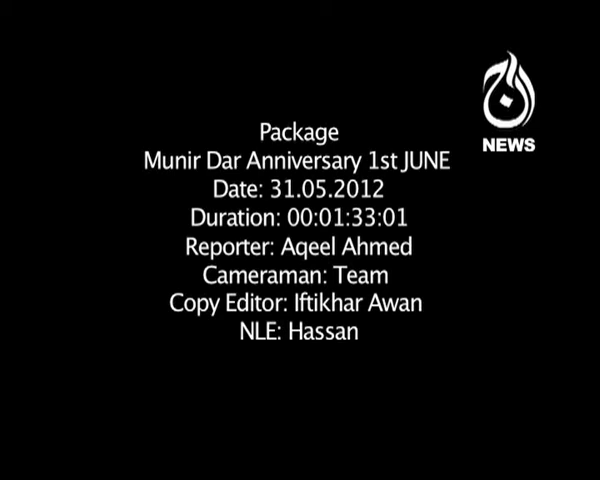 آج
NEWS
Package
Munir Dar Anniversary 1st JUNE
Date: 31.05.2012
Duration: 00:01:33:01
Reporter: Aqeel Ahmed
Cameraman: Team
Copy Editor: Iftikhar Awan
NLE: Hassan